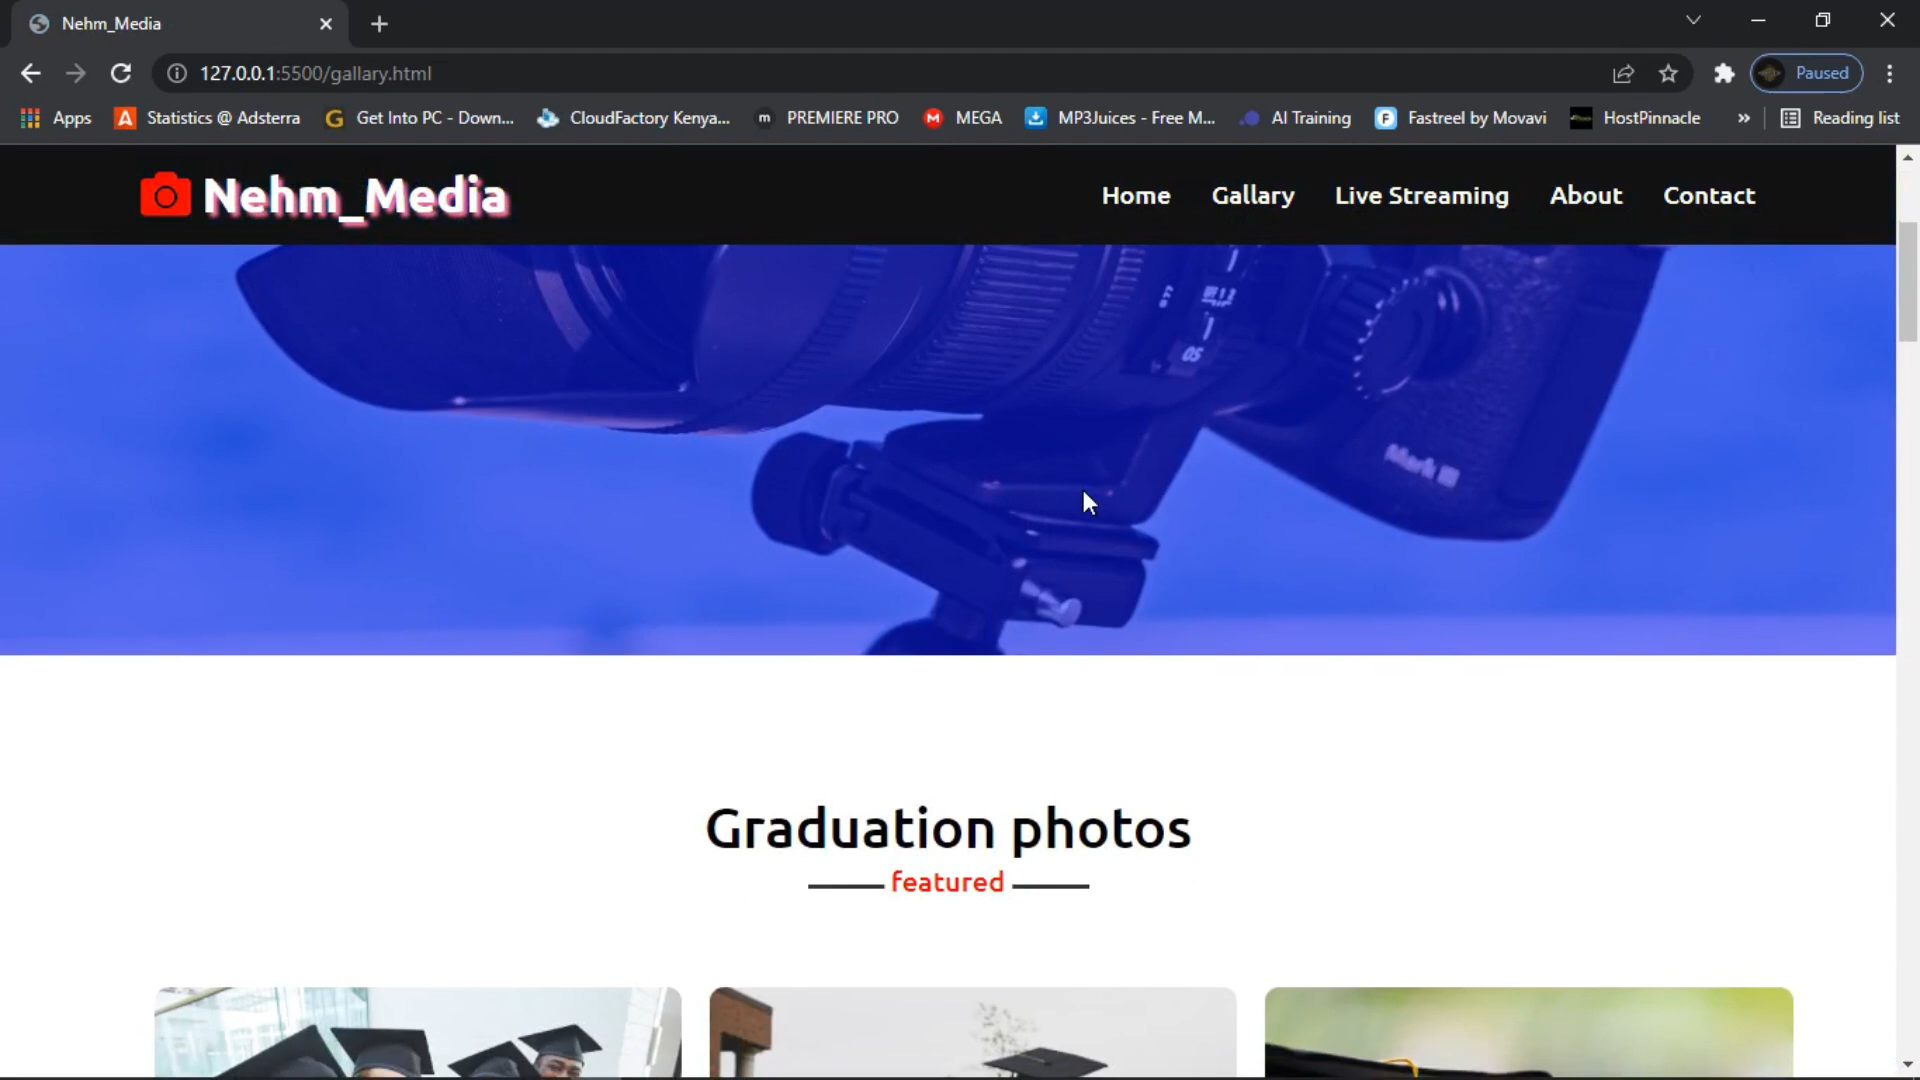 Nehm_Media
127.0.0.1:5500/gallary.html
Paused
Apps
Statistics @ Adsterra
Get Into PC - Down...
CloudFactory Kenya...
PREMIERE PRO
MEGA
MP3Juices - Free M...
AI Training
Fastreel by Movavi
HostPinnacle
»
Reading list
Nehm_Media
Home
Gallary
Live Streaming
About
Contact
Mark III
Graduation photos
featured